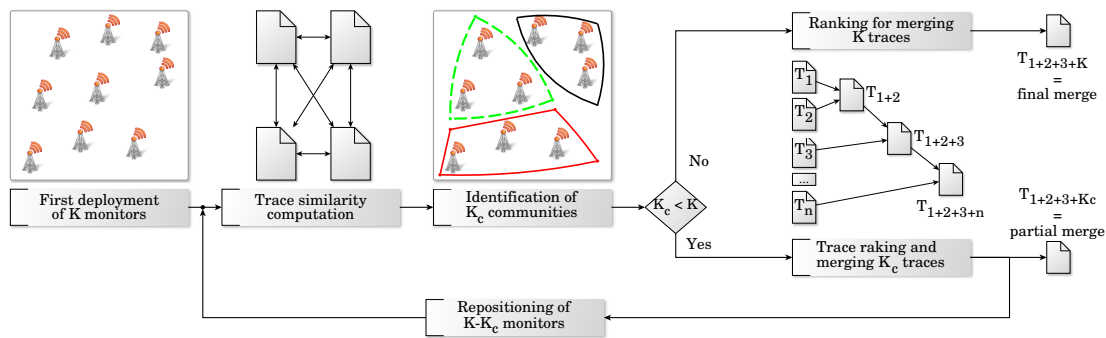 First deployment
of K monitors
Trace similarity
computation
Identification of
Kc communities
Kc < K
No
Yes
Ranking for merging
K traces
T1+2+3+K
=
final merge
T1
T2
T3
...
Tn
T1+2
T1+2+3
T1+2+3+n
Trace raking and
merging Kc traces
T1+2+3+Kc
=
partial merge
Repositioning of
K-Kc monitors